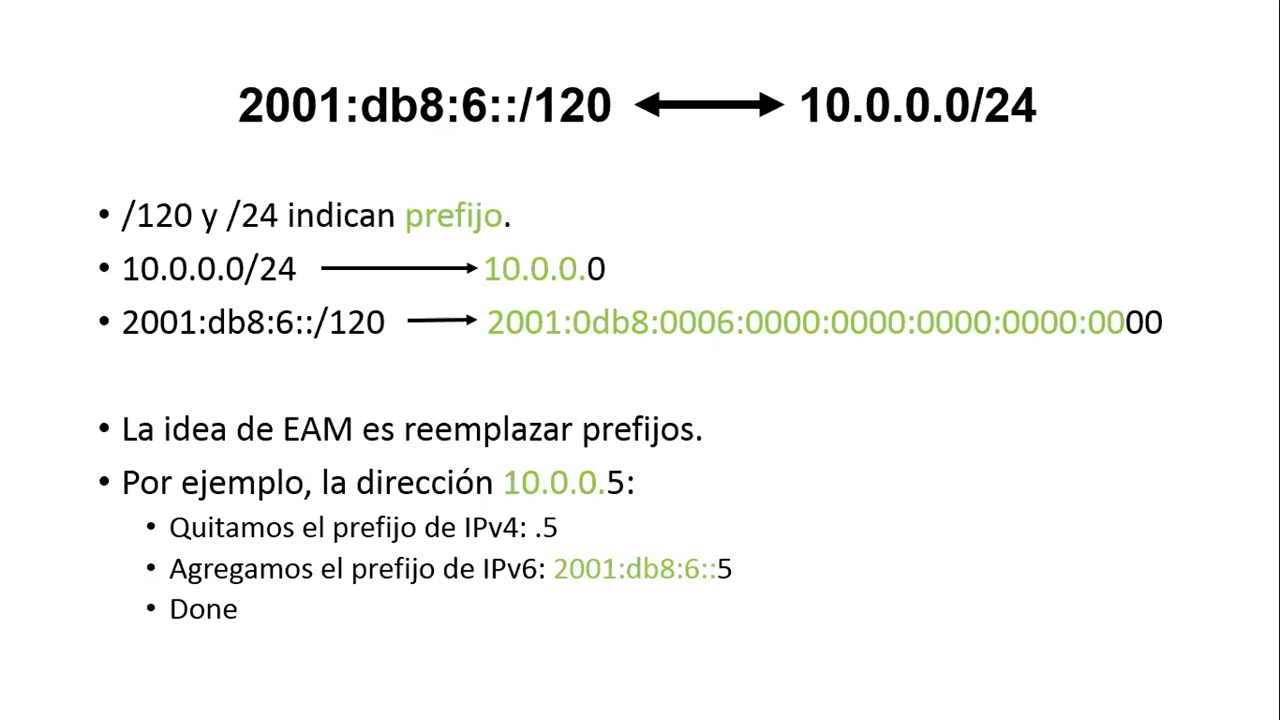 2001:db8:6::/120 ⟷ 10.0.0.0/24
• /120 y /24 indican prefijo.
• 10.0.0.0/24 ⟶ 10.0.0.0
• 2001:db8:6::/120 ⟶ 2001:0db8:0006:0000:0000:0000:0000:0000
• La idea de EAM es reemplazar prefijos.
• Por ejemplo, la dirección 10.0.0.5:
• Quitamos el prefijo de IPv4: .5
• Agregamos el prefijo de IPv6: 2001:db8:6::5
• Done